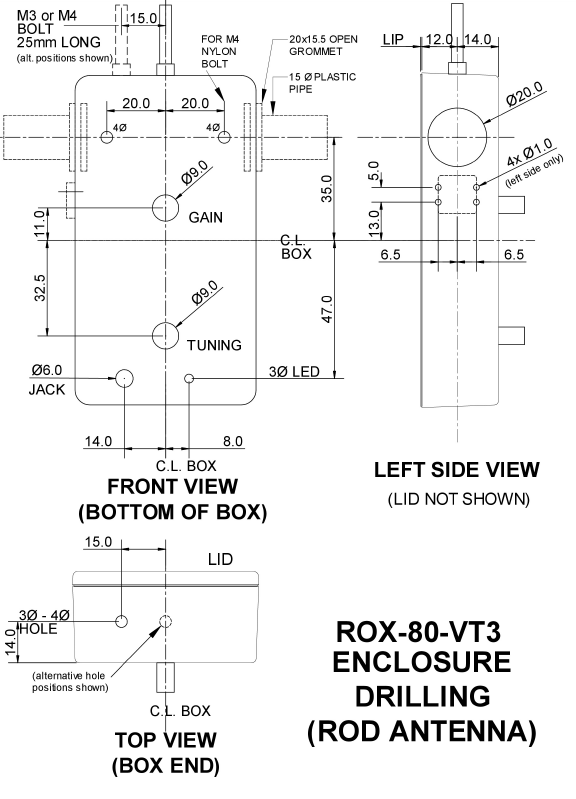 M3 or M4
BOLT
25mm LONG
(alt. positions shown)
15.0
FOR M4
NYLON
BOLT
20x15.5 OPEN
GROMMET
15 Ø PLASTIC
PIPE
20.0
20.0
4Ø
4Ø
Ø9.0
GAIN
11.0
35.0
C.L.
BOX
32.5
Ø9.0
47.0
TUNING
Ø6.0
JACK
3Ø LED
14.0
8.0
C.L. BOX
FRONT VIEW
(BOTTOM OF BOX)
LIP
12.0
14.0
Ø20.0
4x Ø1.0
(left side only)
5.0
13.0
6.5
6.5
LEFT SIDE VIEW
(LID NOT SHOWN)
15.0
LID
3Ø - 4Ø
HOLE
14.0
(alternative hole
positions shown)
C.L. BOX
TOP VIEW
(BOX END)
ROX-80-VT3
ENCLOSURE
DRILLING
(ROD ANTENNA)